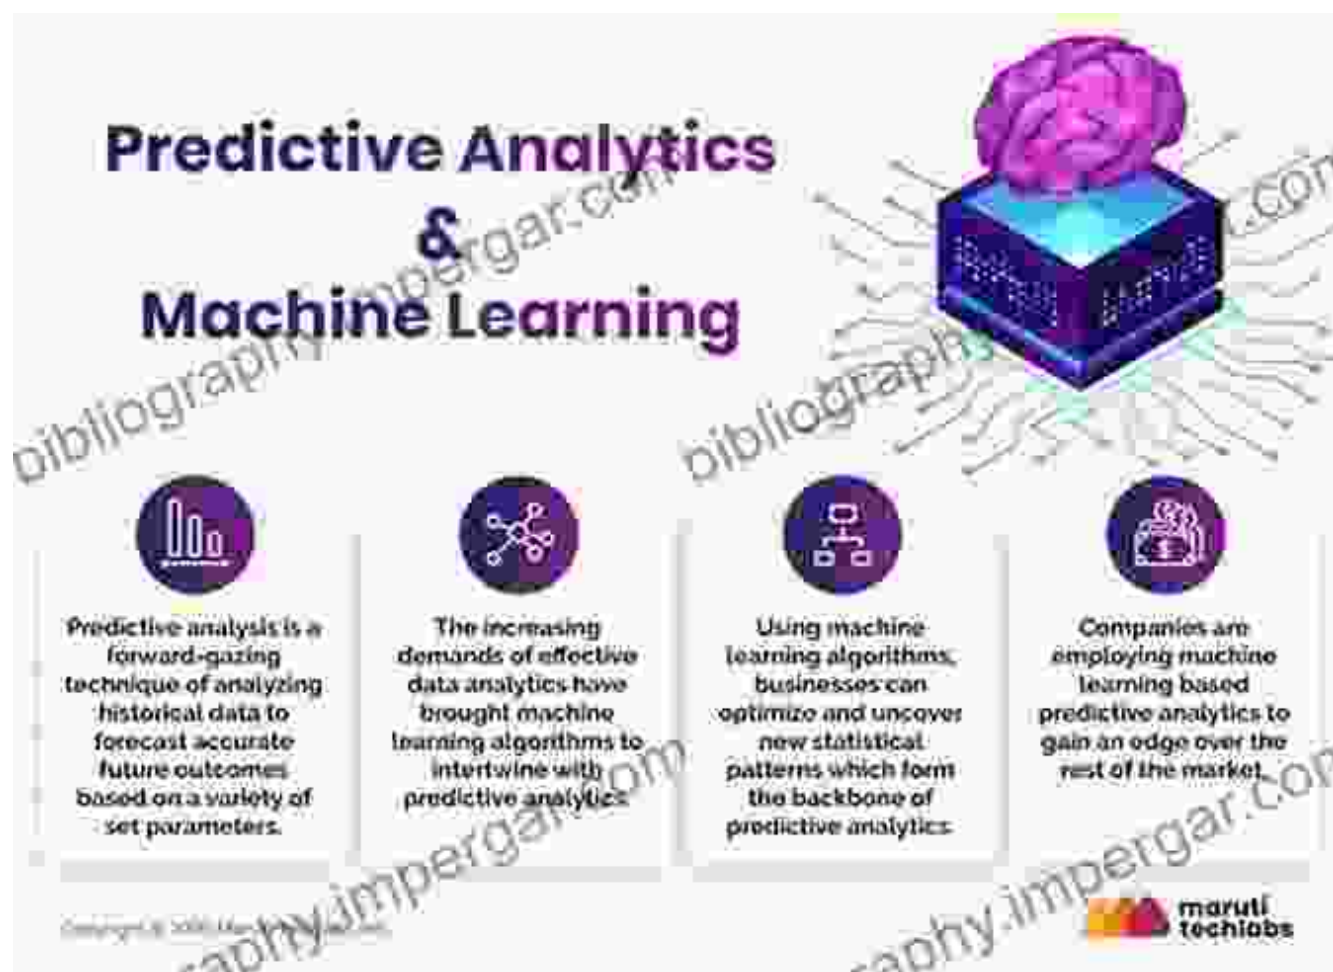 Predictive Analytics
&
Machine Learning
Predictive analysis is a
forward-gazing
technique of analyzing
historical data to
forecast accurate
future outcomes
based on a variety of
set parameters.
The increasing
demands of effective
data analytics have
brought machine
learning algorithms to
intertwine with
predictive analytics.
Using machine
learning algorithms,
businesses can
optimize and uncover
new statistical
patterns which form
the backbone of
predictive analytics
Companies are
employing machine
learning based
predictive analytics to
gain an edge over the
rest of the market.
maruti
techlabs
bibliography.impergar.com
bibliography
r.com
raphy.impergar.com
raphy.impergar.com